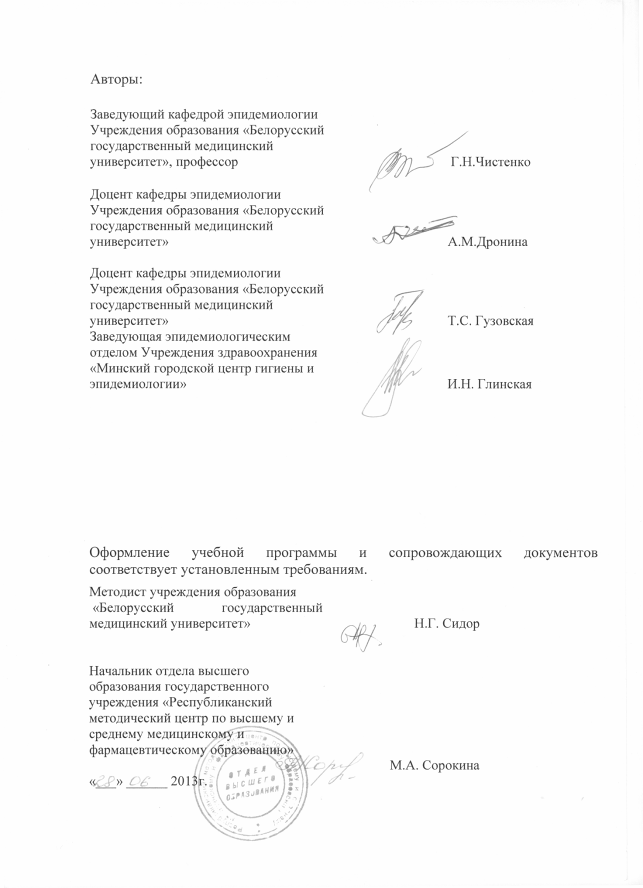 Авторы:
Заведующий кафедрой эпидемиологии
Учреждения образования «Белорусский
государственный медицинский
университет», профессор Г.Н.Чистенко
Доцент кафедры эпидемиологии
Учреждения образования «Белорусский
государственный медицинский
университет» А.М.Дронина
Доцент кафедры эпидемиологии
Учреждения образования «Белорусский
государственный медицинский
университет» Т.С. Гузовская
Заведующая эпидемиологическим
отделом Учреждения здравоохранения
«Минский городской центр гигиены и
эпидемиологии» И.Н. Глинская
Оформление учебной программы и сопровождающих документов
соответствует установленным требованиям.
Методист учреждения образования
«Белорусский государственный
медицинский университет» Н.Г. Сидор
Начальник отдела высшего
образования государственного
учреждения «Республиканский
методический центр по высшему и
среднему медицинскому и
фармацевтическому образованию»
М.А. Сорокина
«28» 06 2013г.
ОТДЕЛ
ВЫСШЕГО
ОБРАЗОВАНИЯ